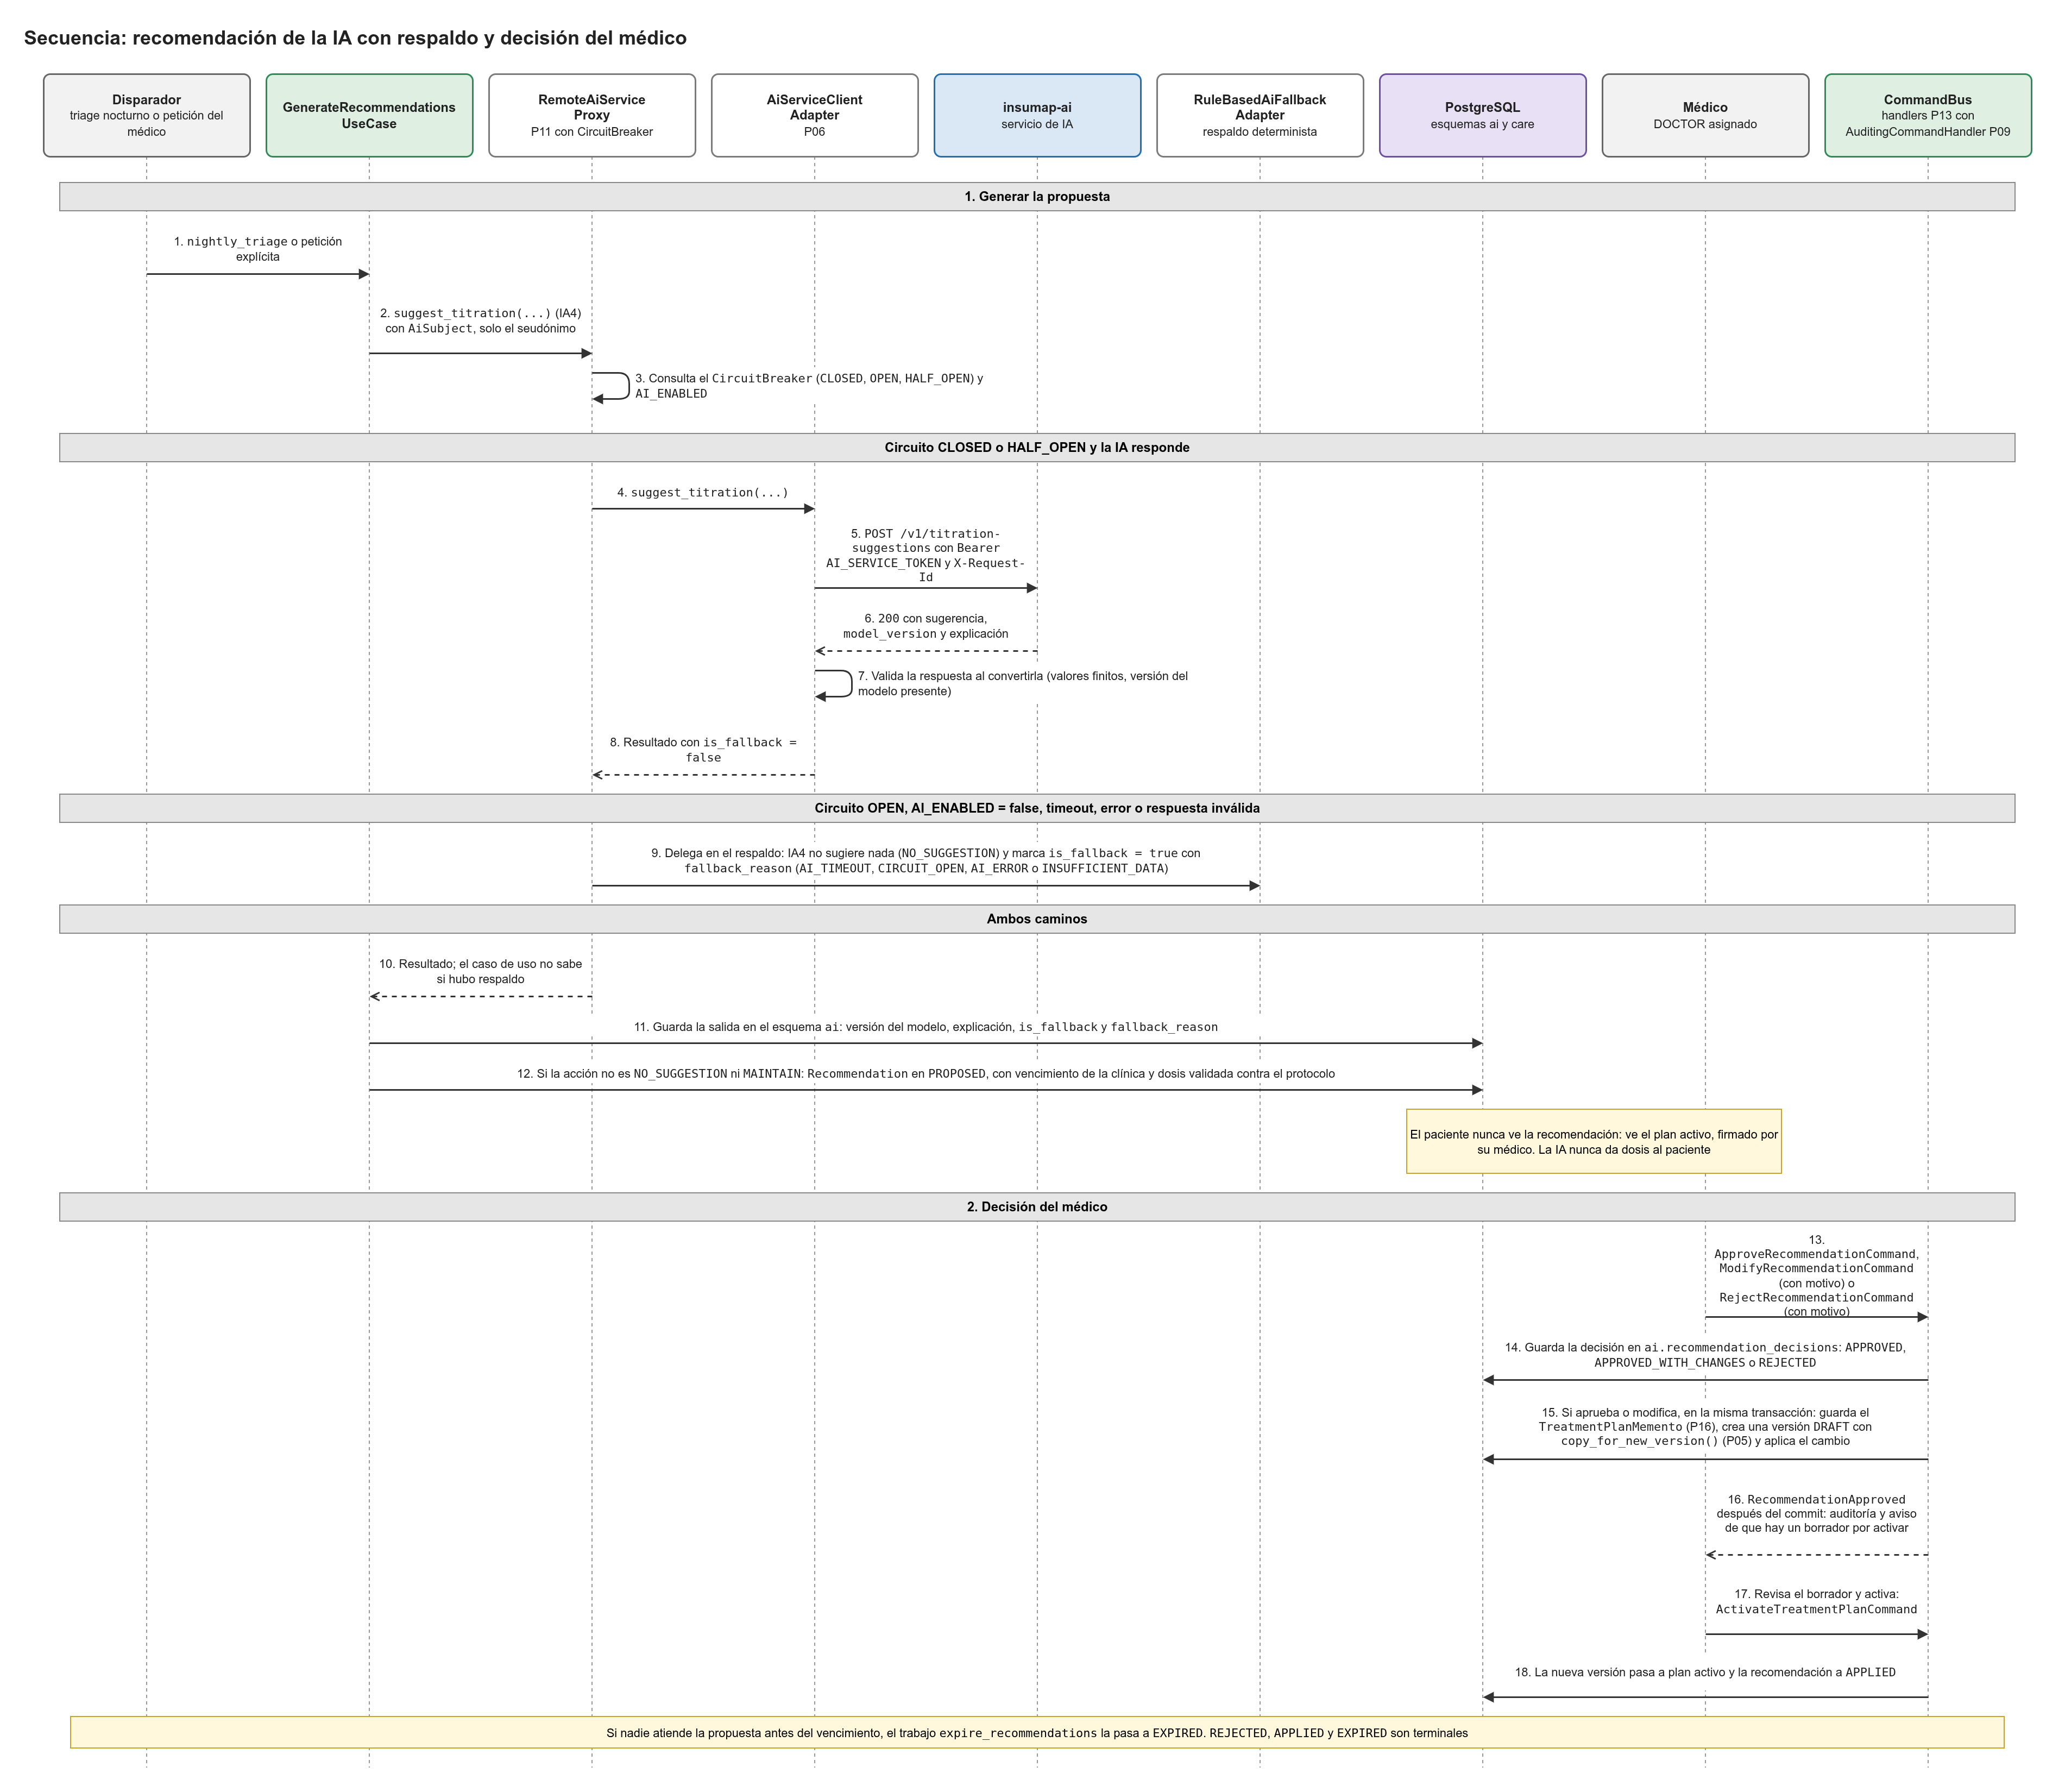 Secuencia: recomendación de la IA con respaldo y decisión del médico
Disparador
triage nocturno o petición del
médico
GenerateRecommendations
UseCase
RemoteAiService
Proxy
P11 con CircuitBreaker
AiServiceClient
Adapter
P06
insumap-ai
servicio de IA
RuleBasedAiFallback
Adapter
respaldo determinista
PostgreSQL
esquemas ai y care
Médico
DOCTOR asignado
CommandBus
handlers P13 con
AuditingCommandHandler P09
1. Generar la propuesta
1. nightly_triage o petición
explícita
2. suggest_titration(...) (IA4)
con AiSubject, solo el seudónimo
3. Consulta el CircuitBreaker (CLOSED, OPEN, HALF_OPEN) y
AI_ENABLED
Circuito CLOSED o HALF_OPEN y la IA responde
4. suggest_titration(...)
5. POST /v1/titration-
suggestions con Bearer
AI_SERVICE_TOKEN y X-Request-
Id
6. 200 con sugerencia,
model_version y explicación
7. Valida la respuesta al convertirla (valores finitos, versión del
modelo presente)
8. Resultado con is_fallback =
false
Circuito OPEN, AI_ENABLED = false, timeout, error o respuesta inválida
9. Delega en el respaldo: IA4 no sugiere nada (NO_SUGGESTION) y marca is_fallback = true con
fallback_reason (AI_TIMEOUT, CIRCUIT_OPEN, AI_ERROR o INSUFFICIENT_DATA)
Ambos caminos
10. Resultado; el caso de uso no sabe
si hubo respaldo
11. Guarda la salida en el esquema ai: versión del modelo, explicación, is_fallback y fallback_reason
12. Si la acción no es NO_SUGGESTION ni MAINTAIN: Recommendation en PROPOSED, con vencimiento de la clínica y dosis validada contra el protocolo
El paciente nunca ve la recomendación: ve el plan activo, firmado por
su médico. La IA nunca da dosis al paciente
2. Decisión del médico
13.
ApproveRecommendationCommand,
ModifyRecommendationCommand
(con motivo) o
RejectRecommendationCommand
(con motivo)
14. Guarda la decisión en ai.recommendation_decisions: APPROVED,
APPROVED_WITH_CHANGES o REJECTED
15. Si aprueba o modifica, en la misma transacción: guarda el
TreatmentPlanMemento (P16), crea una versión DRAFT con
copy_for_new_version() (P05) y aplica el cambio
16. RecommendationApproved
después del commit: auditoría y aviso
de que hay un borrador por activar
17. Revisa el borrador y activa:
ActivateTreatmentPlanCommand
18. La nueva versión pasa a plan activo y la recomendación a APPLIED
Si nadie atiende la propuesta antes del vencimiento, el trabajo expire_recommendations la pasa a EXPIRED. REJECTED, APPLIED y EXPIRED son terminales